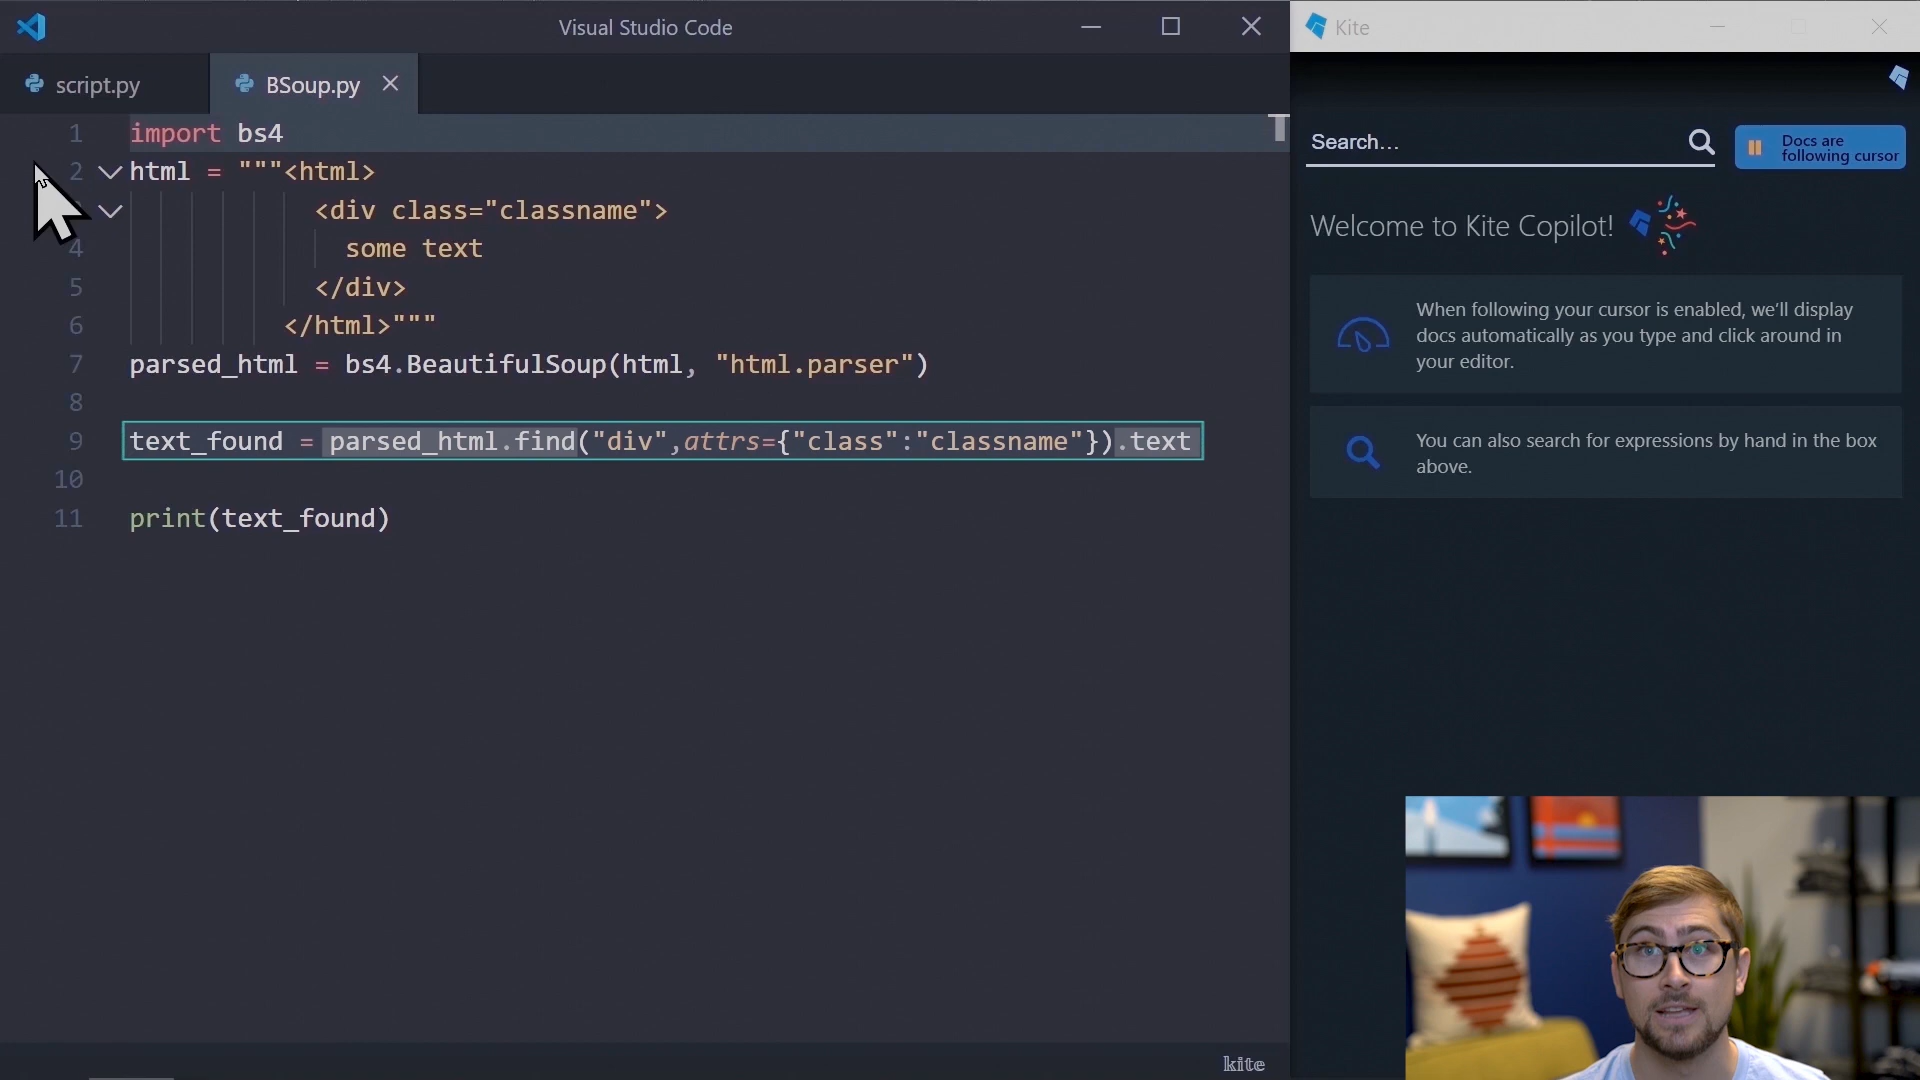 Visual Studio Code
script.py
BSoup.py
1 import bs4
2 html = """<html>
<div class="classname">
4 some text
5 </div>
6 </html>"""
7 parsed_html = bs4.BeautifulSoup(html, "html.parser")
8
9 text_found = parsed_html.find("div",attrs={"class":"classname"}).text
10
11 print(text_found)
kite
Kite
Search...
Docs are
following cursor
Welcome to Kite Copilot!
When following your cursor is enabled, we'll display
docs automatically as you type and click around in
your editor.
You can also search for expressions by hand in the box
above.